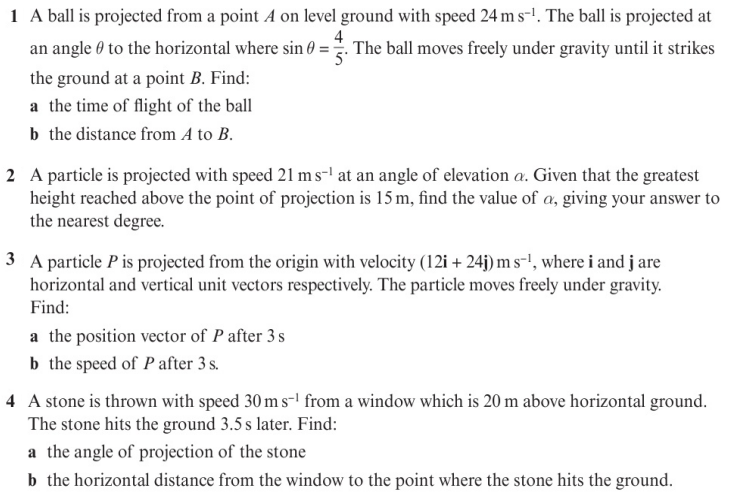 1 A ball is projected from a point A on level ground with speed 24 m s⁻¹. The ball is projected at
an angle θ to the horizontal where sin θ = 4/5. The ball moves freely under gravity until it strikes
the ground at a point B. Find:
a the time of flight of the ball
b the distance from A to B.
2 A particle is projected with speed 21 m s⁻¹ at an angle of elevation α. Given that the greatest
height reached above the point of projection is 15 m, find the value of α, giving your answer to
the nearest degree.
3 A particle P is projected from the origin with velocity (12i + 24j) m s⁻¹, where i and j are
horizontal and vertical unit vectors respectively. The particle moves freely under gravity.
Find:
a the position vector of P after 3 s
b the speed of P after 3 s.
4 A stone is thrown with speed 30 m s⁻¹ from a window which is 20 m above horizontal ground.
The stone hits the ground 3.5 s later. Find:
a the angle of projection of the stone
b the horizontal distance from the window to the point where the stone hits the ground.